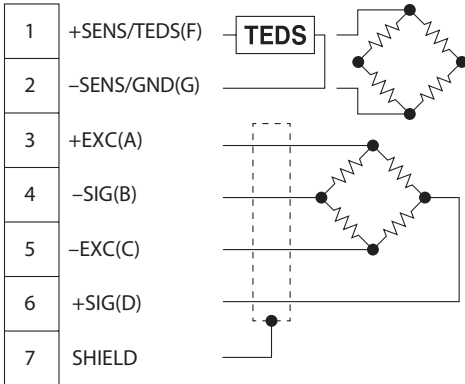 1 +SENS/TEDS(F) TEDS
2 –SENS/GND(G)
3 +EXC(A)
4 –SIG(B)
5 –EXC(C)
6 +SIG(D)
7 SHIELD